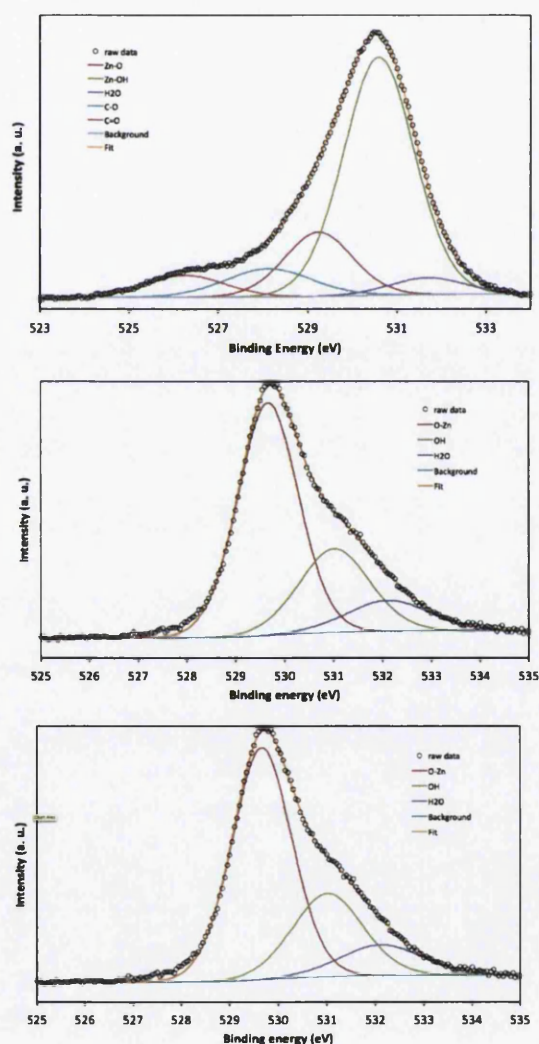 raw data
Zn-O
Zn-OH
H2O
C-O
C=O
Background
Fit
Intensity (a. u.)
523 525 527 529 531 533
Binding Energy (eV)
raw data
O-Zn
OH
H2O
Background
Fit
Intensity (a. u.)
525 526 527 528 529 530 531 532 533 534 535
Binding energy (eV)
raw data
O-Zn
OH
H2O
Background
Fit
Intensity (a. u.)
525 526 527 528 529 530 531 532 533 534 535
Binding energy (eV)